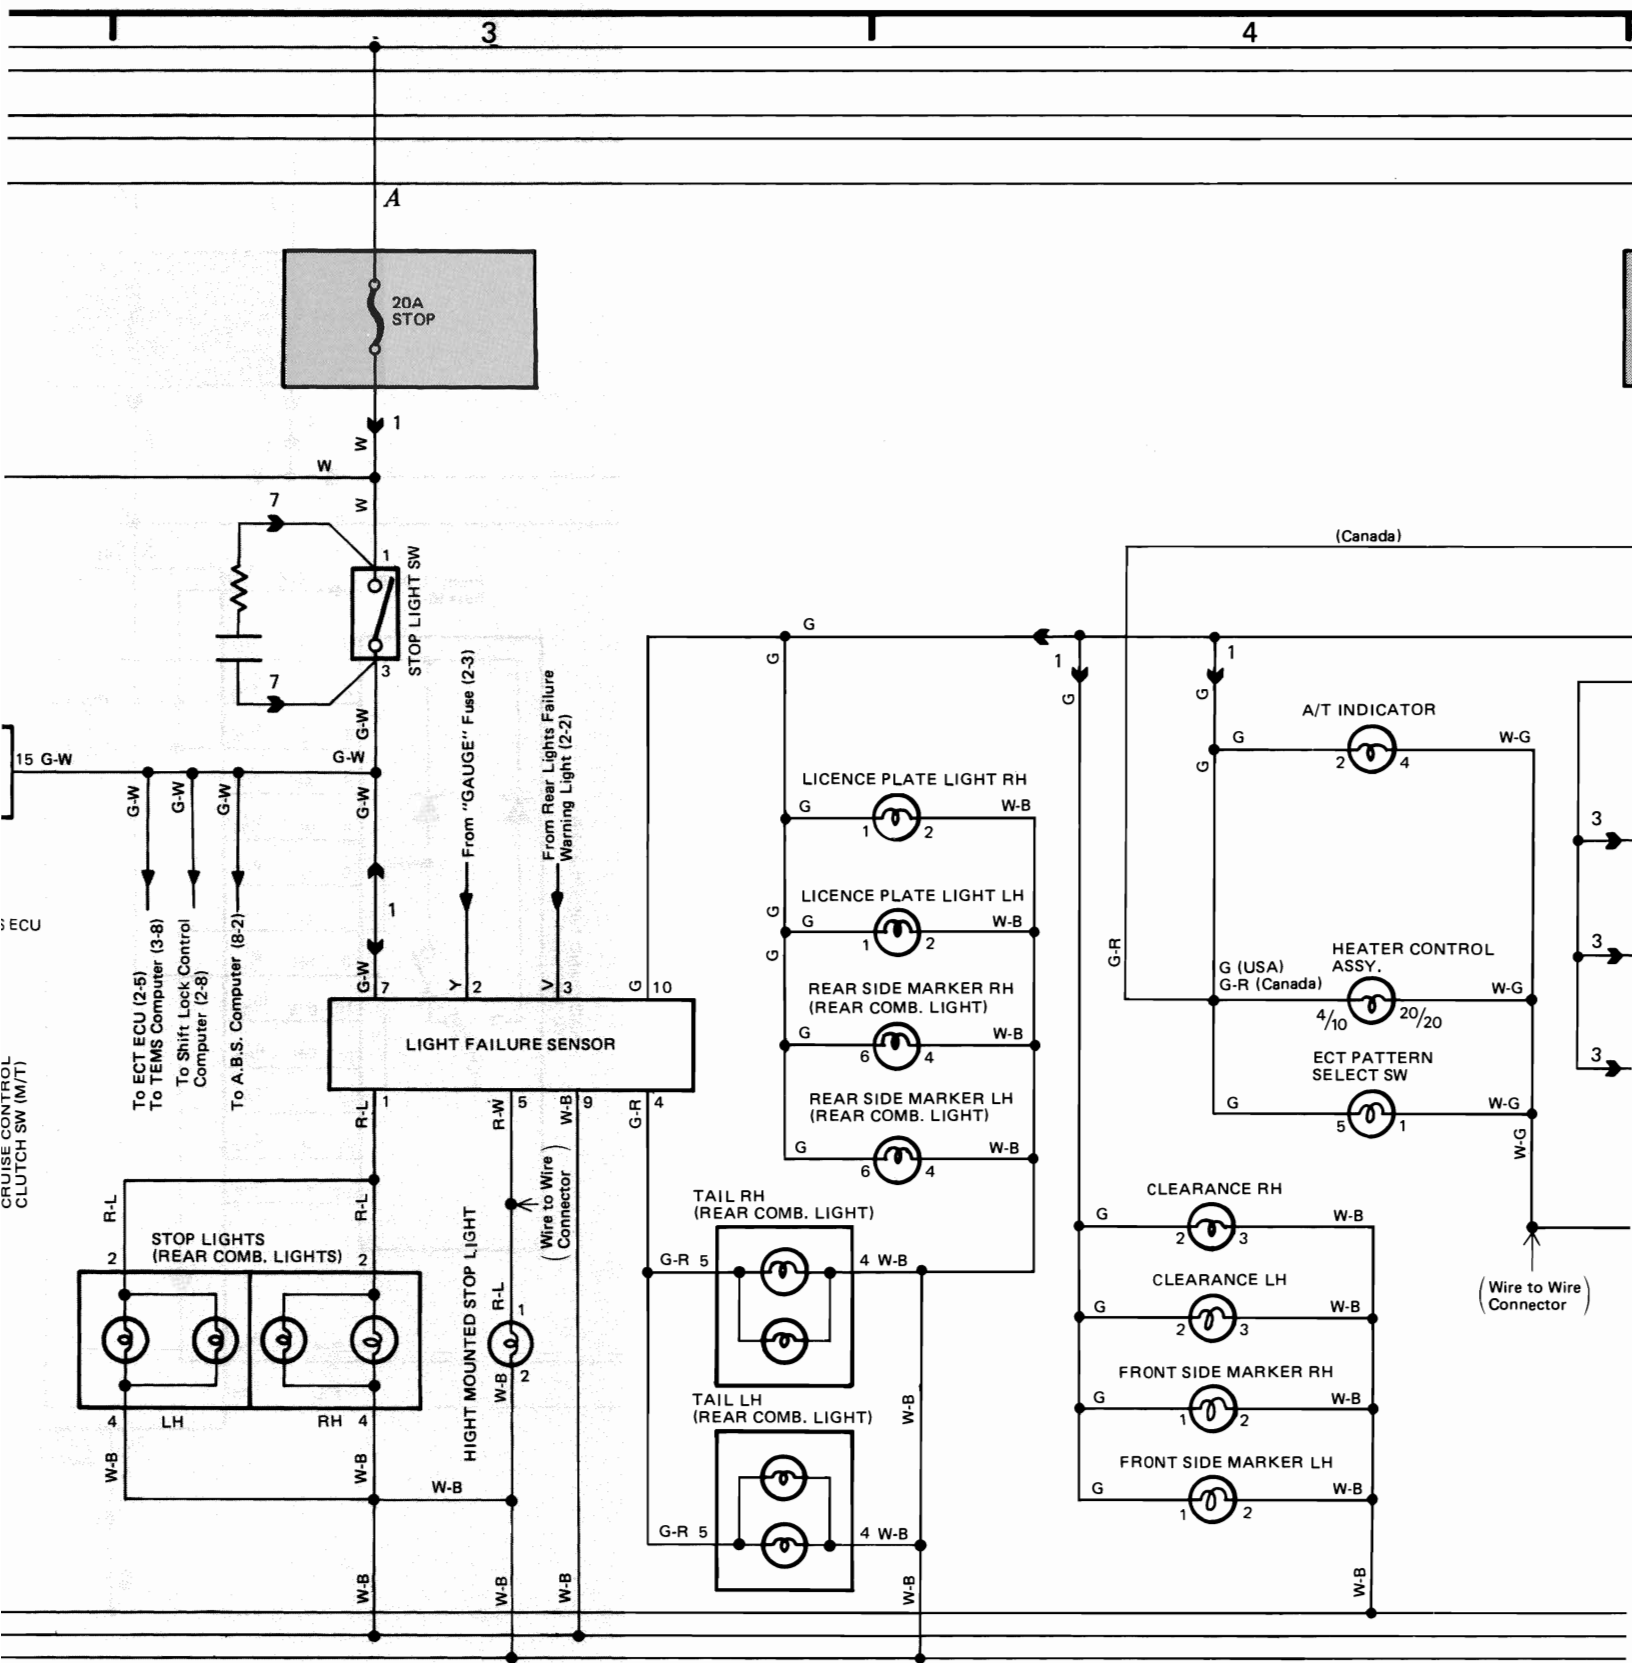 3
4
A
20A
STOP
1
W
W
W
7
1
STOP LIGHT SW
7
3
G-W
15 G-W
G-W
G-W
G-W
G-W
G-W
To ECT ECU (2-5)
To TEMS Computer (3-8)
To Shift Lock Control
Computer (2-8)
To A.B.S. Computer (8-2)
1
From "GAUGE" Fuse (2-3)
From Rear Lights Failure
Warning Light (2-2)
G-W 7
Y 2
V 3
G 10
LIGHT FAILURE SENSOR
R-L 1
R-W 5
W-B 9
G-R 4
S ECU
CRUISE CONTROL
CLUTCH SW (M/T)
R-L
R-L
STOP LIGHTS
(REAR COMB. LIGHTS)
2
2
4
LH
RH
4
W-B
W-B
W-B
W-B
HIGHT MOUNTED STOP LIGHT
(Wire to Wire
Connector)
R-L
1
2
W-B
W-B
W-B
G
G
1
G
1
G
LICENCE PLATE LIGHT RH
G
1
2
W-B
LICENCE PLATE LIGHT LH
G
G
1
2
W-B
G
REAR SIDE MARKER RH
(REAR COMB. LIGHT)
G
6
4
W-B
REAR SIDE MARKER LH
(REAR COMB. LIGHT)
G
6
4
W-B
TAIL RH
(REAR COMB. LIGHT)
G-R 5
4 W-B
TAIL LH
(REAR COMB. LIGHT)
W-B
G-R 5
4 W-B
W-B
(Canada)
A/T INDICATOR
G
2
4
W-G
G
G-R
HEATER CONTROL
ASSY.
G (USA)
G-R (Canada)
4/10
20/20
W-G
ECT PATTERN
SELECT SW
G
5
1
W-G
W-G
(Wire to Wire
Connector)
CLEARANCE RH
G
2
3
W-B
CLEARANCE LH
G
2
3
W-B
FRONT SIDE MARKER RH
G
1
2
W-B
FRONT SIDE MARKER LH
G
1
2
W-B
W-B
3
3
3